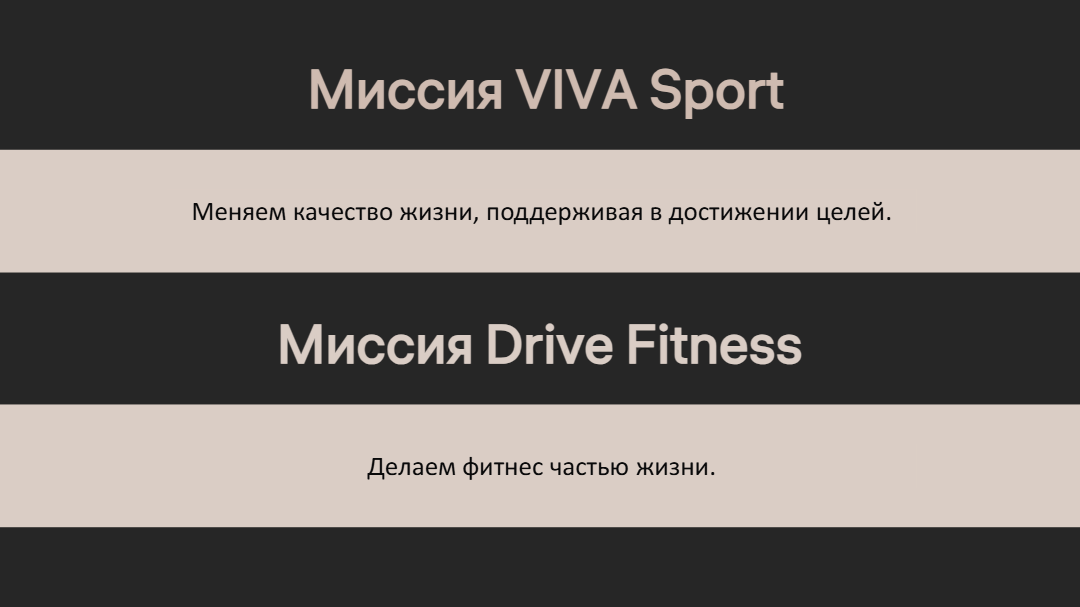 Миссия VIVA Sport
Меняем качество жизни, поддерживая в достижении целей.
Миссия Drive Fitness
Делаем фитнес частью жизни.